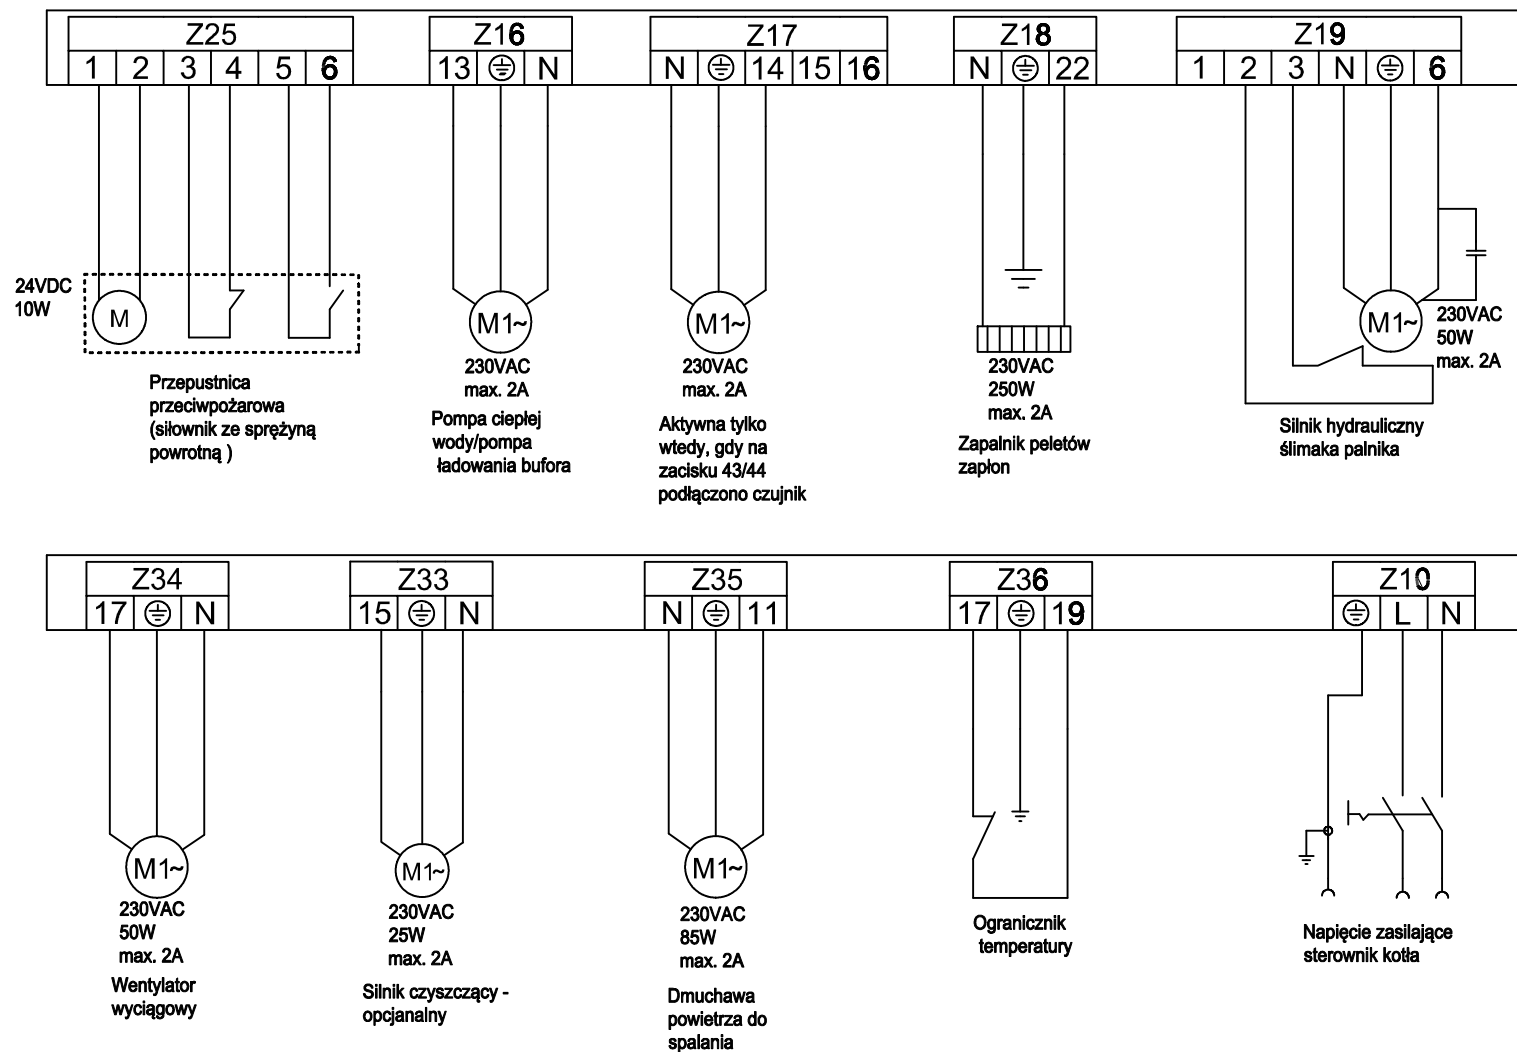 Z25
1 2 3 4 5 6
24VDC
10W
M
Przepustnica
przeciwpożarowa
(siłownik ze sprężyną
powrotną )
Z16
13 N
M1~
230VAC
max. 2A
Pompa ciepłej
wody/pompa
ładowania bufora
Z17
N 14 15 16
M1~
230VAC
max. 2A
Aktywna tylko
wtedy, gdy na
zacisku 43/44
podłączono czujnik
Z18
N 22
230VAC
250W
max. 2A
Zapalnik peletów
zapłon
Z19
1 2 3 N 6
M1~
230VAC
50W
max. 2A
Silnik hydrauliczny
ślimaka palnika
Z34
17 N
M1~
230VAC
50W
max. 2A
Wentylator
wyciągowy
Z33
15 N
M1~
230VAC
25W
max. 2A
Silnik czyszczący -
opcjanalny
Z35
N 11
M1~
230VAC
85W
max. 2A
Dmuchawa
powietrza do
spalania
Z36
17 19
Ogranicznik
temperatury
Z10
L N
Napięcie zasilające
sterownik kotła